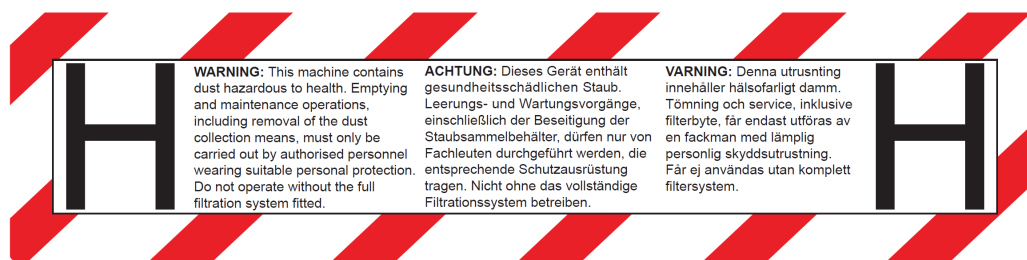 H
WARNING: This machine contains
dust hazardous to health. Emptying
and maintenance operations,
including removal of the dust
collection means, must only be
carried out by authorised personnel
wearing suitable personal protection.
Do not operate without the full
filtration system fitted.
ACHTUNG: Dieses Gerät enthält
gesundheitsschädlichen Staub.
Leerungs- und Wartungsvorgänge,
einschließlich der Beseitigung der
Staubsammelbehälter, dürfen nur von
Fachleuten durchgeführt werden, die
entsprechende Schutzausrüstung
tragen. Nicht ohne das vollständige
Filtrationssystem betreiben.
VARNING: Denna utrusnting
innehåller hälsofarligt damm.
Tömning och service, inklusive
filterbyte, får endast utföras av
en fackman med lämplig
personlig skyddsutrustning.
Får ej användas utan komplett
filtersystem.
H